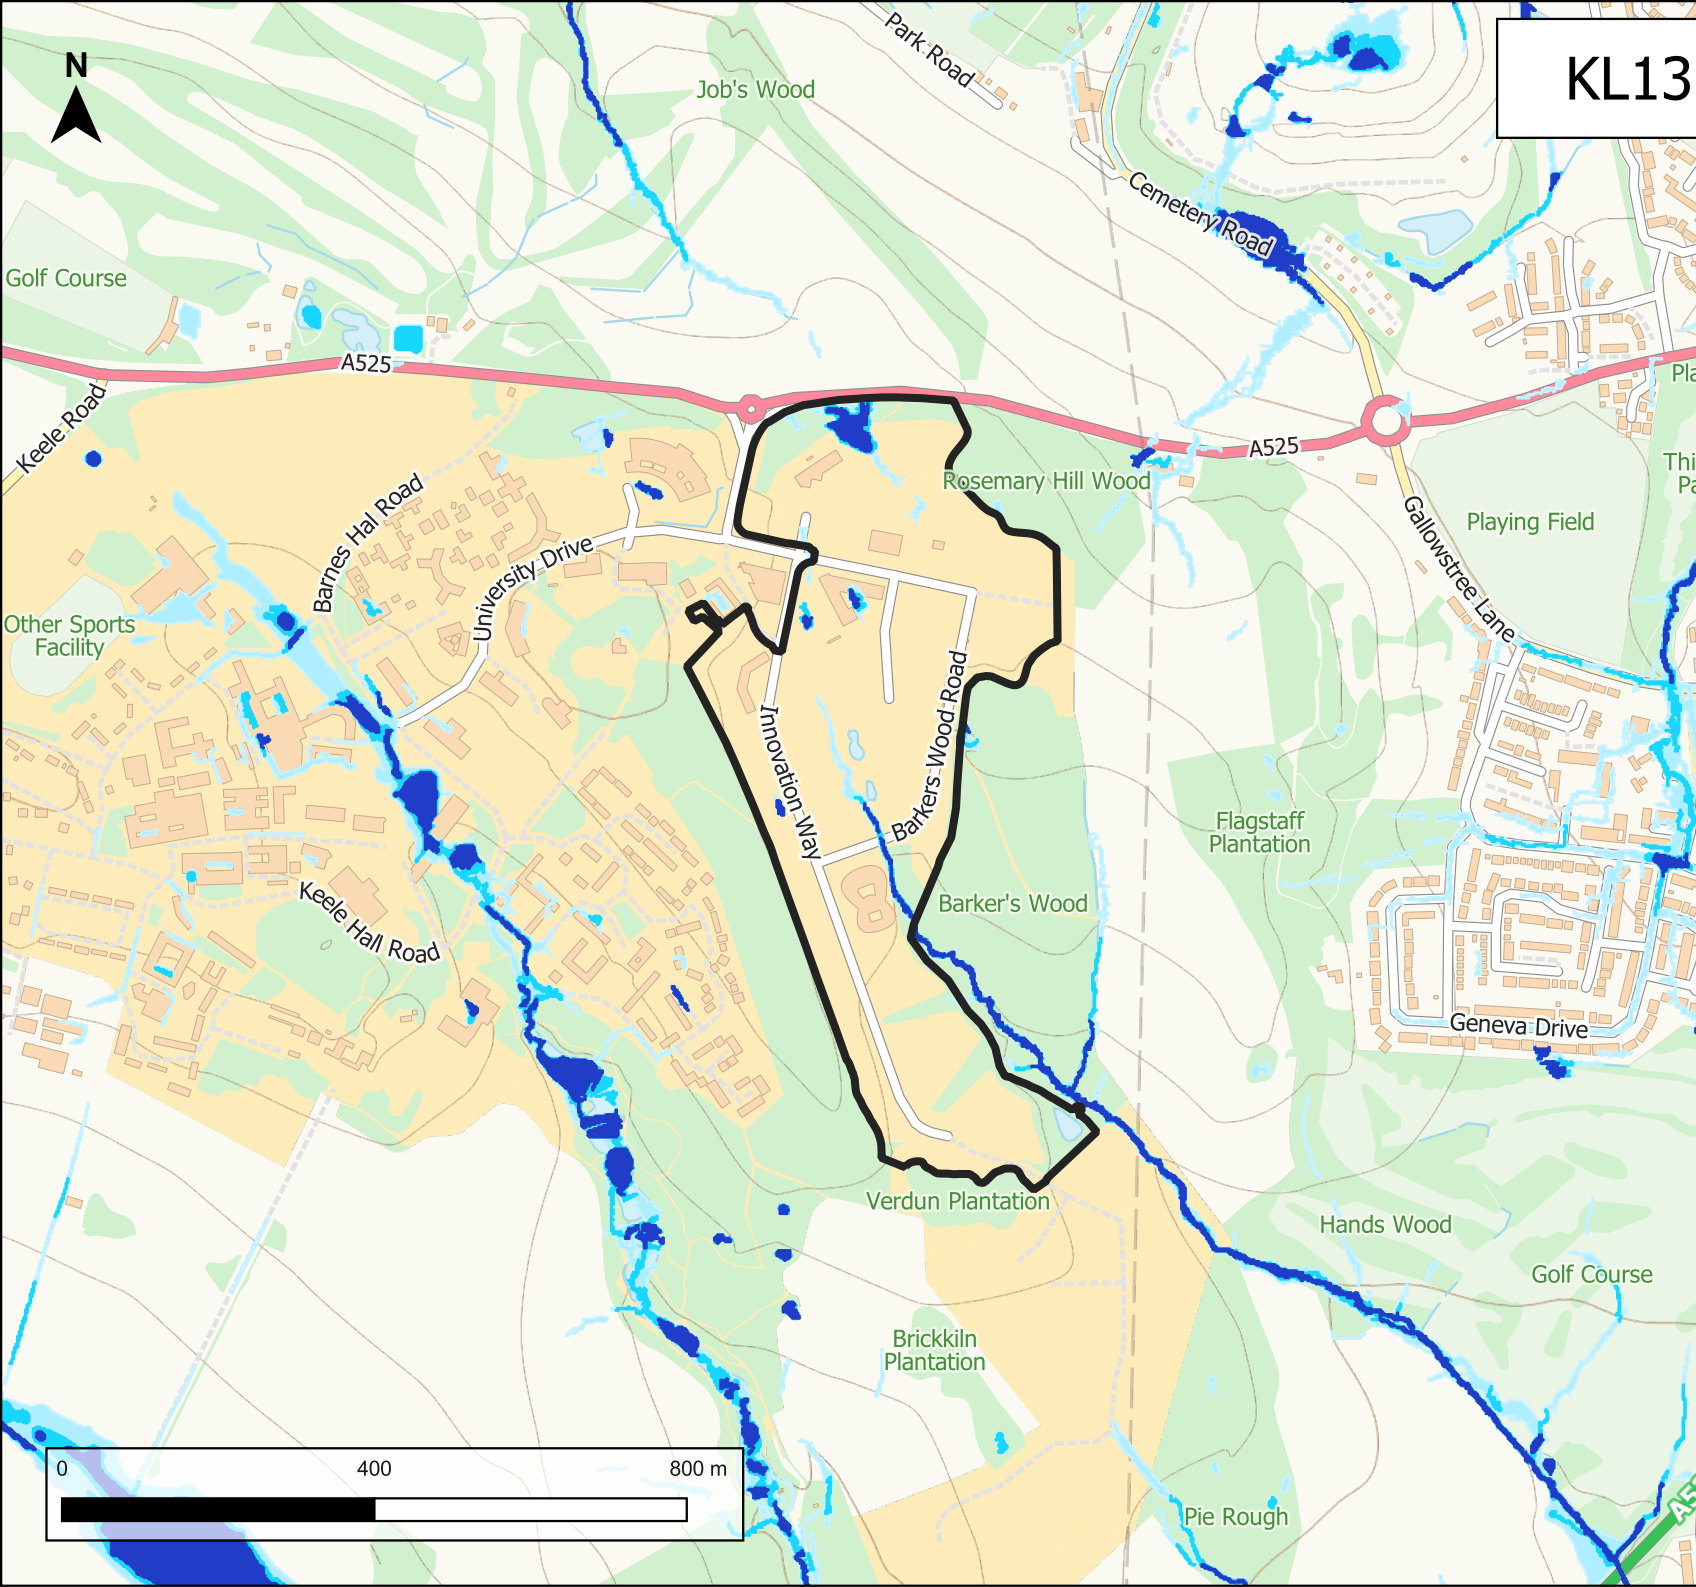 KL13
N
Park Road
Job's Wood
Cemetery Road
Golf Course
A525
Keele Road
A525
Rosemary Hill Wood
Playing Field
Gallowstree Lane
Barnes Hal Road
University Drive
Other Sports
Facility
Innovation Way
Barkers Wood Road
Flagstaff
Plantation
Barker's Wood
Keele Hall Road
Geneva Drive
Verdun Plantation
Hands Wood
Golf Course
Brickkiln
Plantation
Pie Rough
0 400 800 m